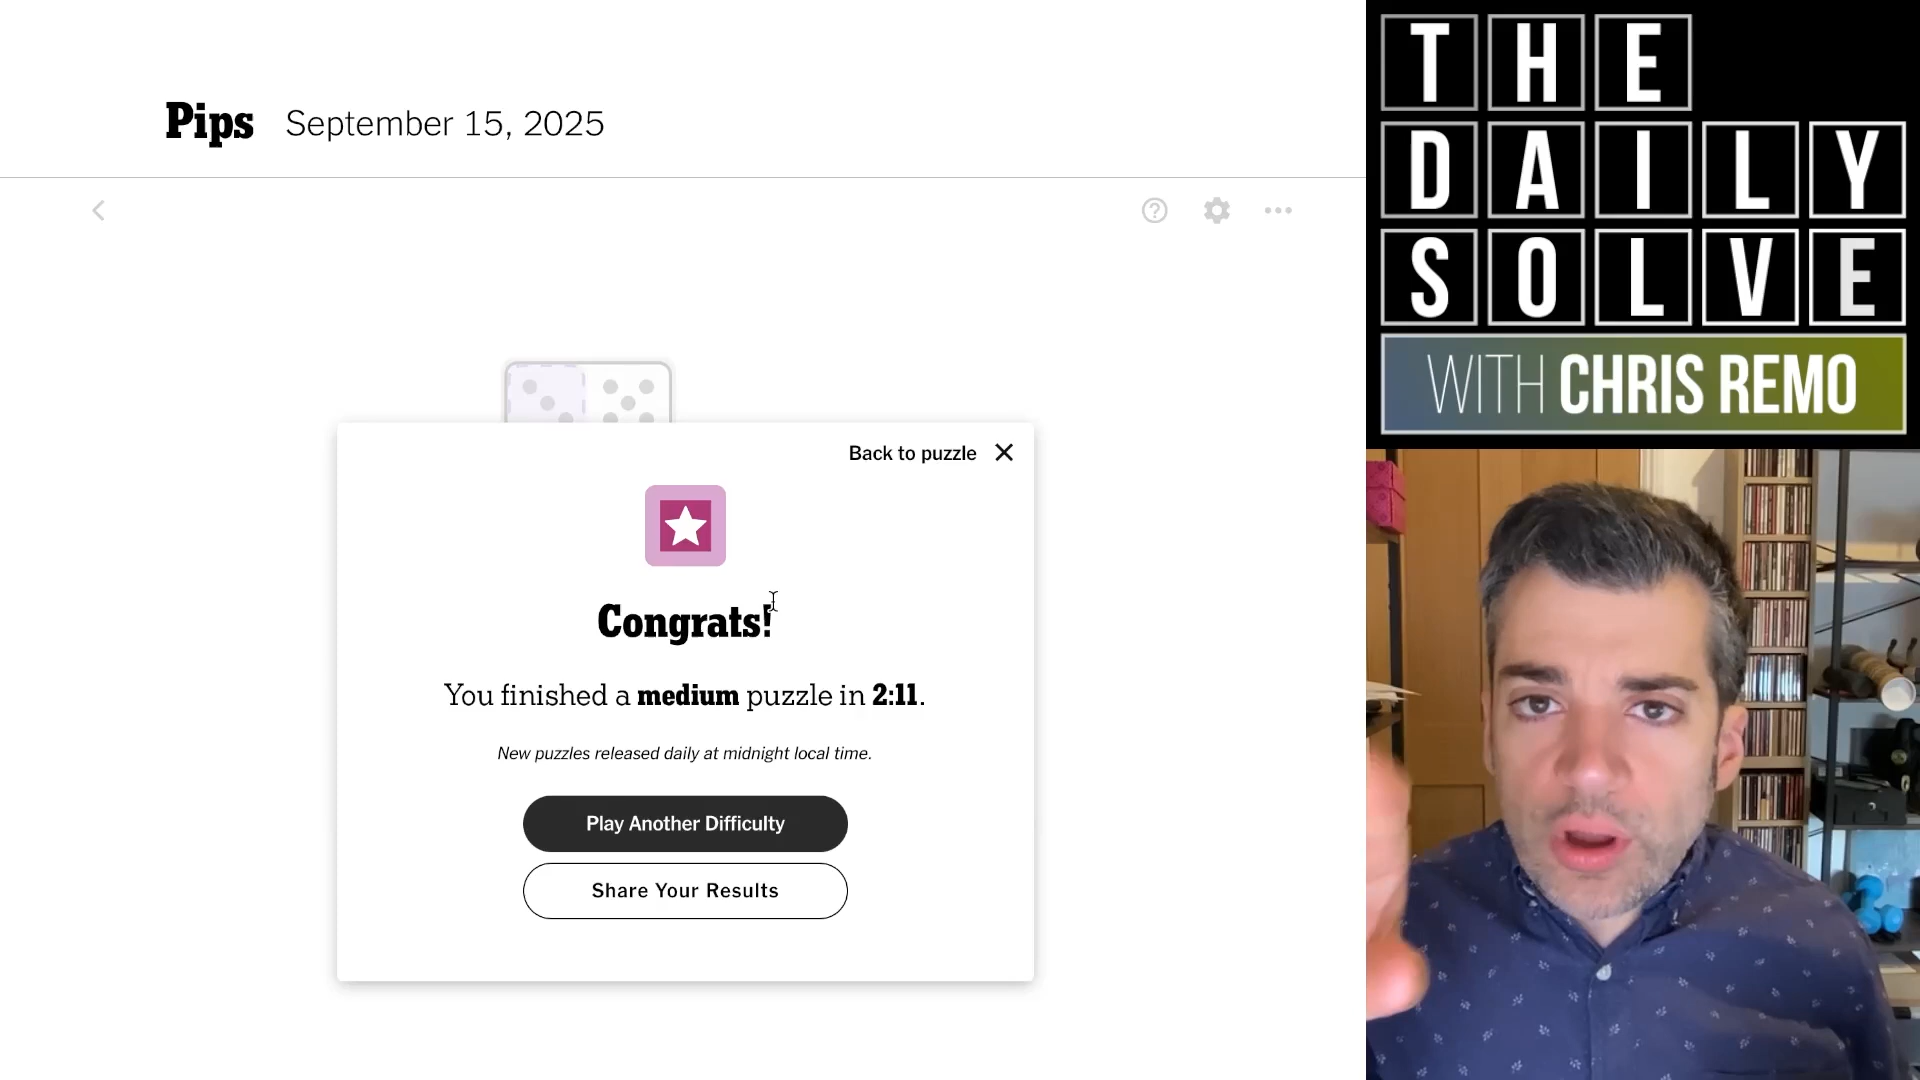 Pips September 15, 2025
Back to puzzle
Congrats!
You finished a medium puzzle in 2:11.
New puzzles released daily at midnight local time.
Play Another Difficulty
Share Your Results
THE
DAILY
SOLVE
WITH CHRIS REMO